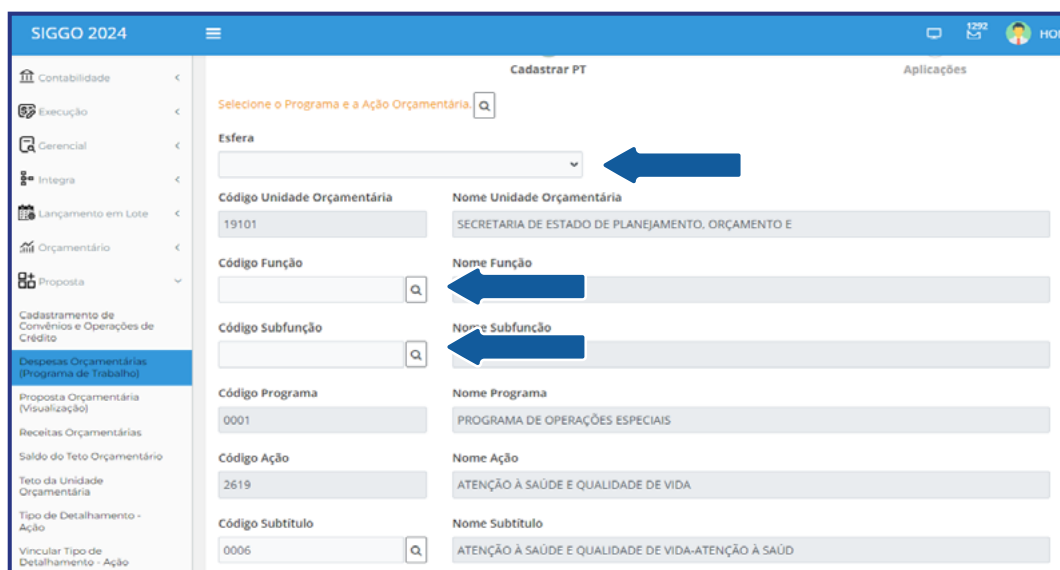 SIGGO 2024
1292
HO
Contabilidade
Execução
Gerencial
Integra
Lançamento em Lote
Orçamentário
Proposta
Cadastramento de
Convênios e Operações de
Crédito
Despesas Orçamentárias
(Programa de Trabalho)
Proposta Orçamentária
(Visualização)
Receitas Orçamentárias
Saldo do Teto Orçamentário
Teto da Unidade
Orçamentária
Tipo de Detalhamento -
Ação
Vincular Tipo de
Detalhamento - Ação
Cadastrar PT
Aplicações
Selecione o Programa e a Ação Orçamentária.
Esfera
Código Unidade Orçamentária
Nome Unidade Orçamentária
19101
SECRETARIA DE ESTADO DE PLANEJAMENTO, ORÇAMENTO E
Código Função
Nome Função
Código Subfunção
Nome Subfunção
Código Programa
Nome Programa
0001
PROGRAMA DE OPERAÇÕES ESPECIAIS
Código Ação
Nome Ação
2619
ATENÇÃO À SAÚDE E QUALIDADE DE VIDA
Código Subtítulo
Nome Subtítulo
0006
ATENÇÃO À SAÚDE E QUALIDADE DE VIDA-ATENÇÃO À SAÚD